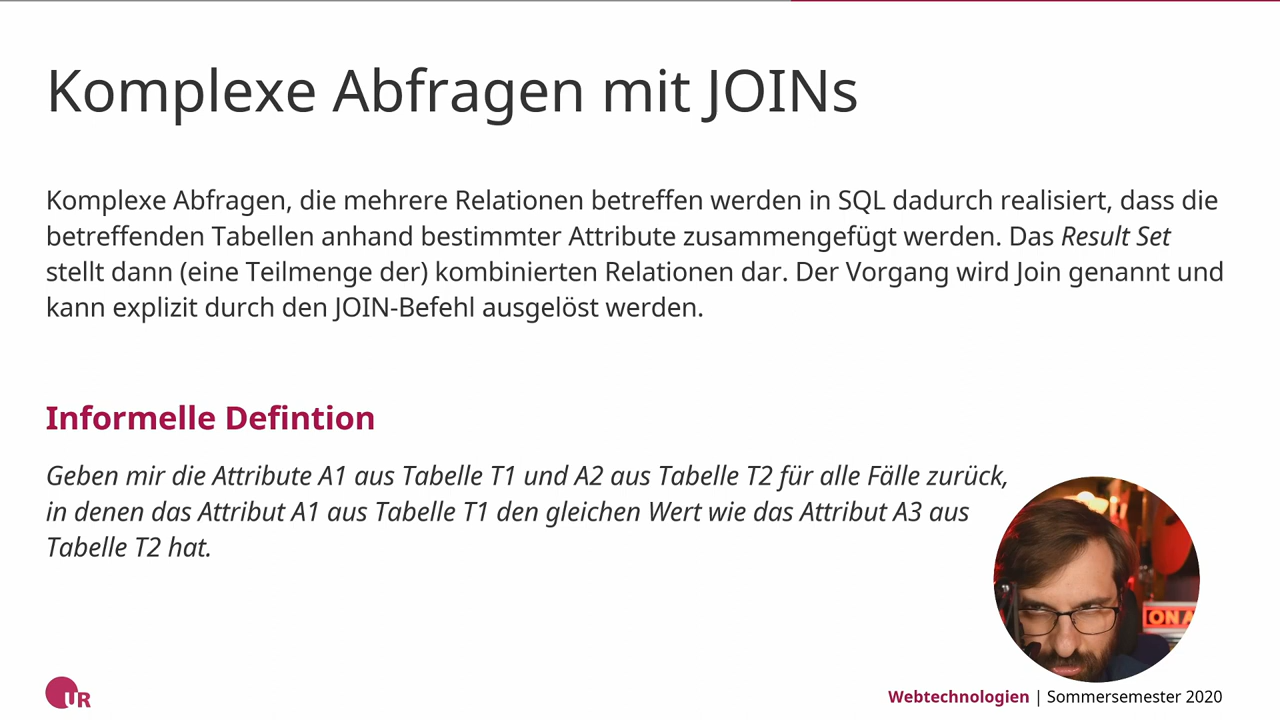 Komplexe Abfragen mit JOINs
Komplexe Abfragen, die mehrere Relationen betreffen werden in SQL dadurch realisiert, dass die
betreffenden Tabellen anhand bestimmter Attribute zusammengefügt werden. Das Result Set
stellt dann (eine Teilmenge der) kombinierten Relationen dar. Der Vorgang wird Join genannt und
kann explizit durch den JOIN-Befehl ausgelöst werden.
Informelle Defintion
Geben mir die Attribute A1 aus Tabelle T1 und A2 aus Tabelle T2 für alle Fälle zurück,
in denen das Attribut A1 aus Tabelle T1 den gleichen Wert wie das Attribut A3 aus
Tabelle T2 hat.
ON A
UR
Webtechnologien | Sommersemester 2020